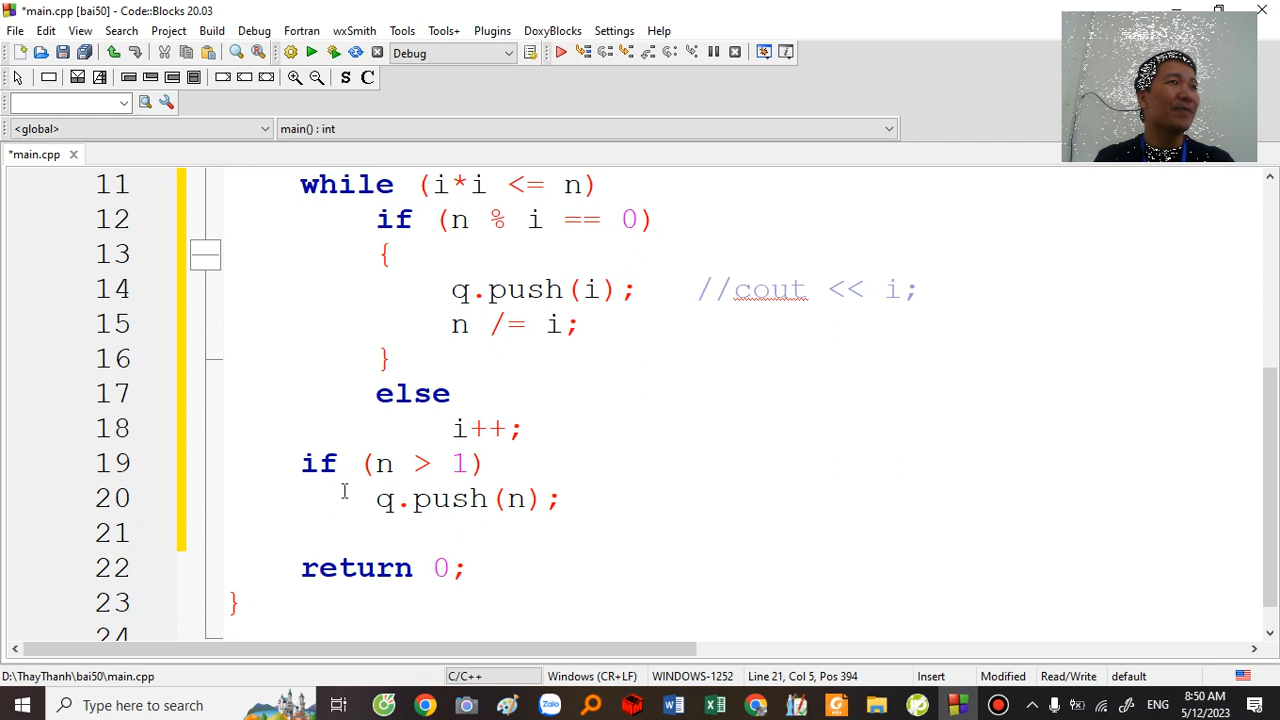 *main.cpp [bai50] - Code::Blocks 20.03
File Edit View Search Project Build Debug Fortran wxSmith Tools Tools+ Plugins DoxyBlocks Settings Help
Debug
S C
<global> main() : int
*main.cpp
11 while (i*i <= n)
12 if (n % i == 0)
13 {
14 q.push(i); //cout << i;
15 n /= i;
16 }
17 else
18 i++;
19 if (n > 1)
20 q.push(n);
21
22 return 0;
23 }
24
D:\ThayThanh\bai50\main.cpp C/C++ Windows (CR+LF) WINDOWS-1252 Line 21, Col 5, Pos 394 Insert Modified Read/Write default
Type here to search
Zalo
ENG
8:50 AM
5/12/2023